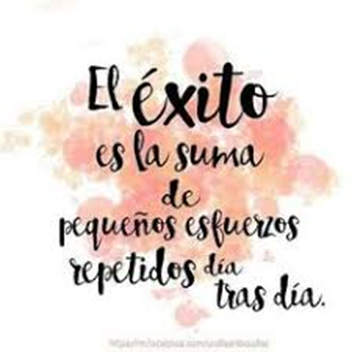 El éxito
es la suma
de
pequeños esfuerzos
repetidos día
tras día.